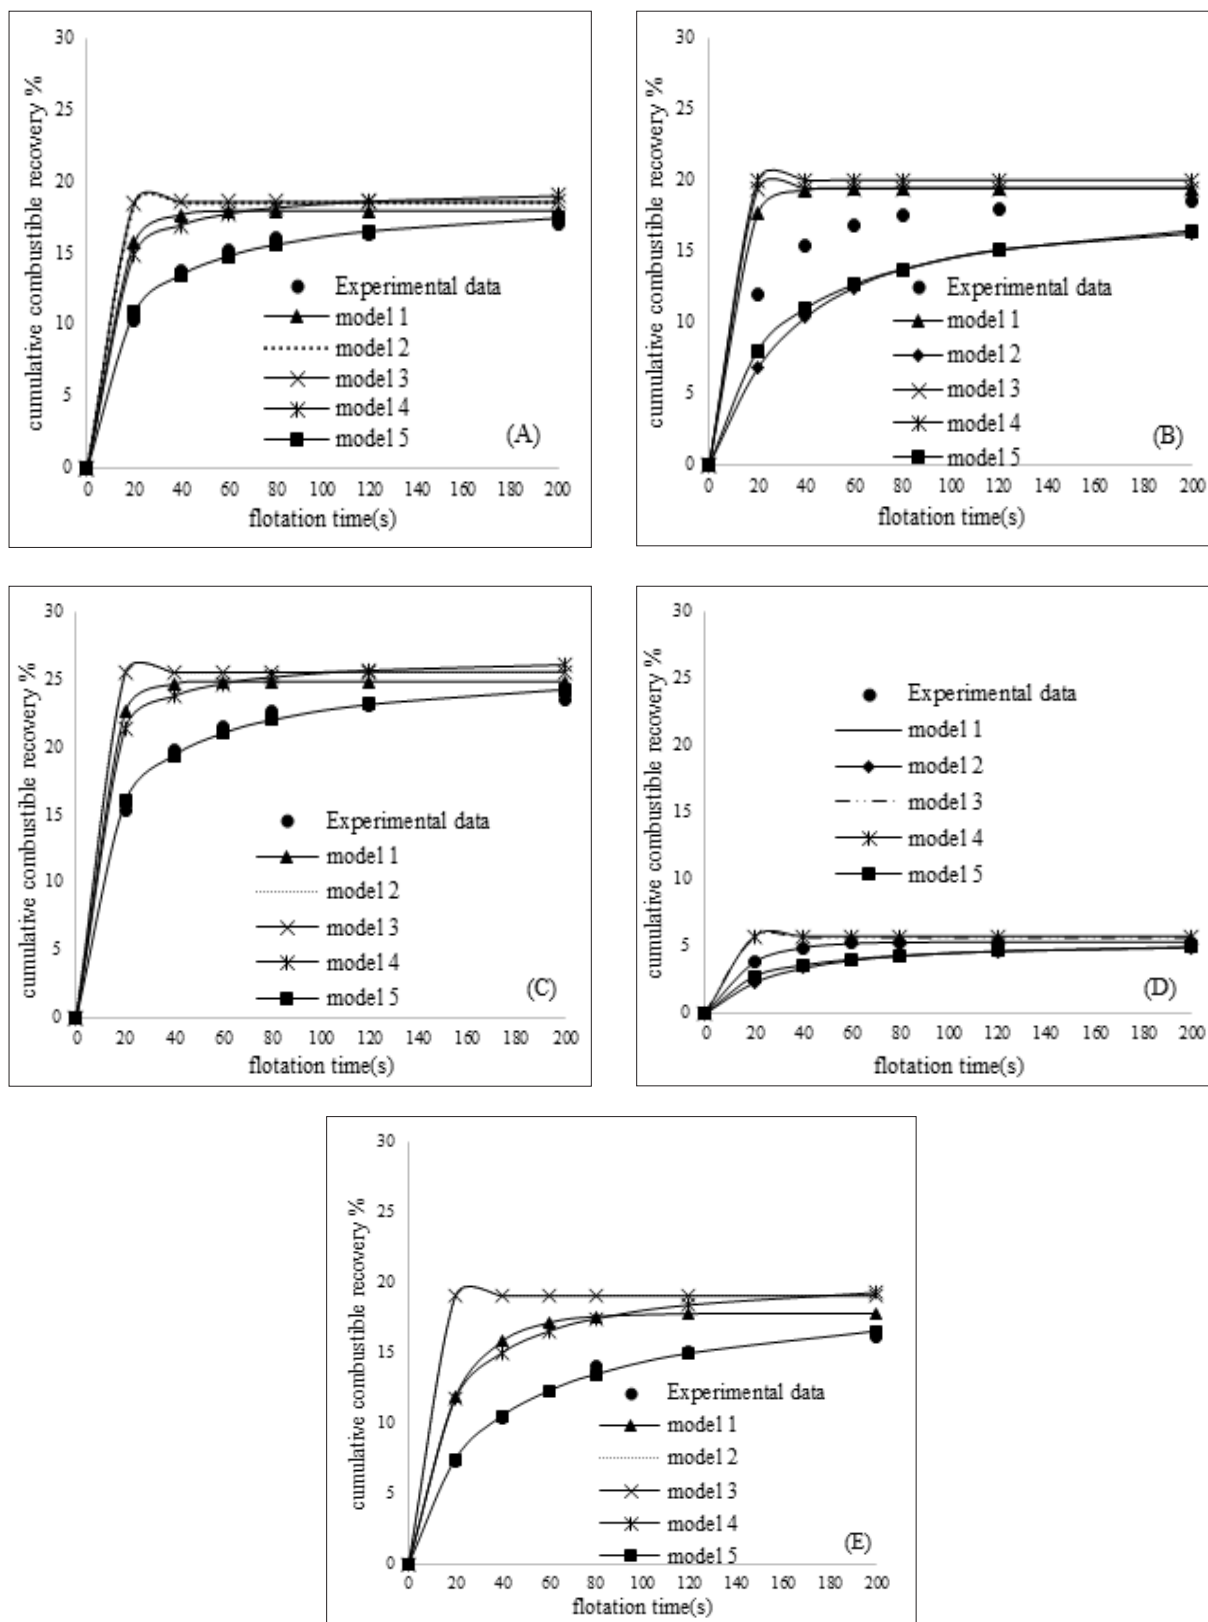 30
25
20
15
10
5
0
cumulative combustible recovery %
Experimental data
model 1
model 2
model 3
model 4
model 5
(A)
0 20 40 60 80 100 120 140 160 180 200
flotation time(s)
30
25
20
15
10
5
0
cumulative combustible recovery %
Experimental data
model 1
model 2
model 3
model 4
model 5
(B)
0 20 40 60 80 100 120 140 160 180 200
flotation time(s)
30
25
20
15
10
5
0
cumulative combustible recovery %
Experimental data
model 1
model 2
model 3
model 4
model 5
(C)
0 20 40 60 80 100 120 140 160 180 200
flotation time(s)
30
25
20
15
10
5
0
cumulative combustible recovery %
Experimental data
model 1
model 2
model 3
model 4
model 5
(D)
0 20 40 60 80 100 120 140 160 180 200
flotation time(s)
30
25
20
15
10
5
0
cumulative combustible recovery %
Experimental data
model 1
model 2
model 3
model 4
model 5
(E)
0 20 40 60 80 100 120 140 160 180 200
flotation time(s)